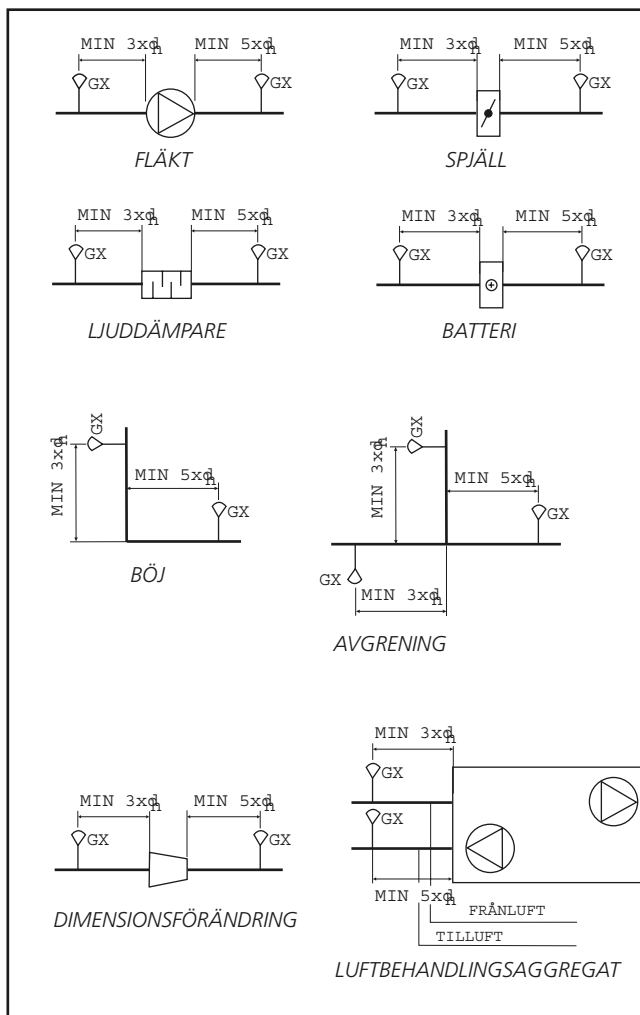 MIN 3xdh MIN 5xdh
GX GX
FLÄKT
MIN 3xdh MIN 5xdh
GX GX
SPJÄLL
MIN 3xdh MIN 5xdh
GX GX
LJUDDÄMPARE
MIN 3xdh MIN 5xdh
GX GX
BATTERI
GX
MIN 3xdh
MIN 5xdh
GX
BÖJ
GX
MIN 3xdh
MIN 5xdh
GX
GX
MIN 3xdh
AVGRENING
MIN 3xdh MIN 5xdh
GX GX
DIMENSIONSFÖRÄNDRING
MIN 3xdh
GX
GX
MIN 5xdh
FRÅNLUFT
TILLUFT
LUFTBEHANDLINGSAGGREGAT